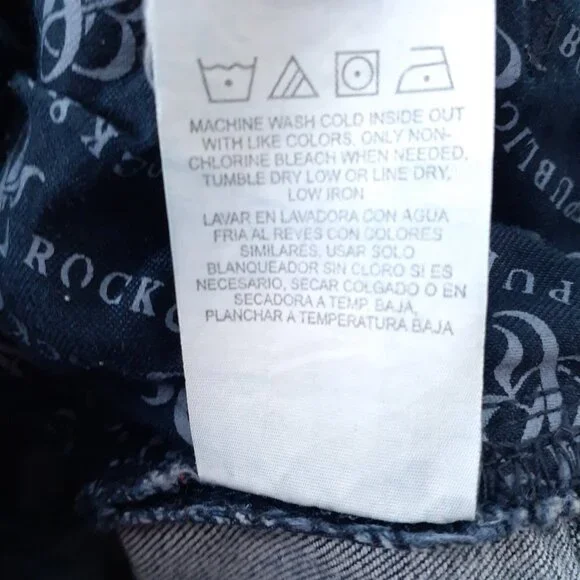 MACHINE WASH COLD INSIDE OUT
WITH LIKE COLORS, ONLY NON-
CHLORINE BLEACH WHEN NEEDED,
TUMBLE DRY LOW OR LINE DRY,
LOW IRON
LAVAR EN LAVADORA CON AGUA
FRIA AL REVES CON COLORES
SIMILARES, USAR SOLO
BLANQUEADOR SIN CLORO SI ES
NECESARIO, SECAR COLGADO O EN
SECADORA A TEMP BAJA,
PLANCHAR A TEMPERATURA BAJA
ROCK
PUBLIC